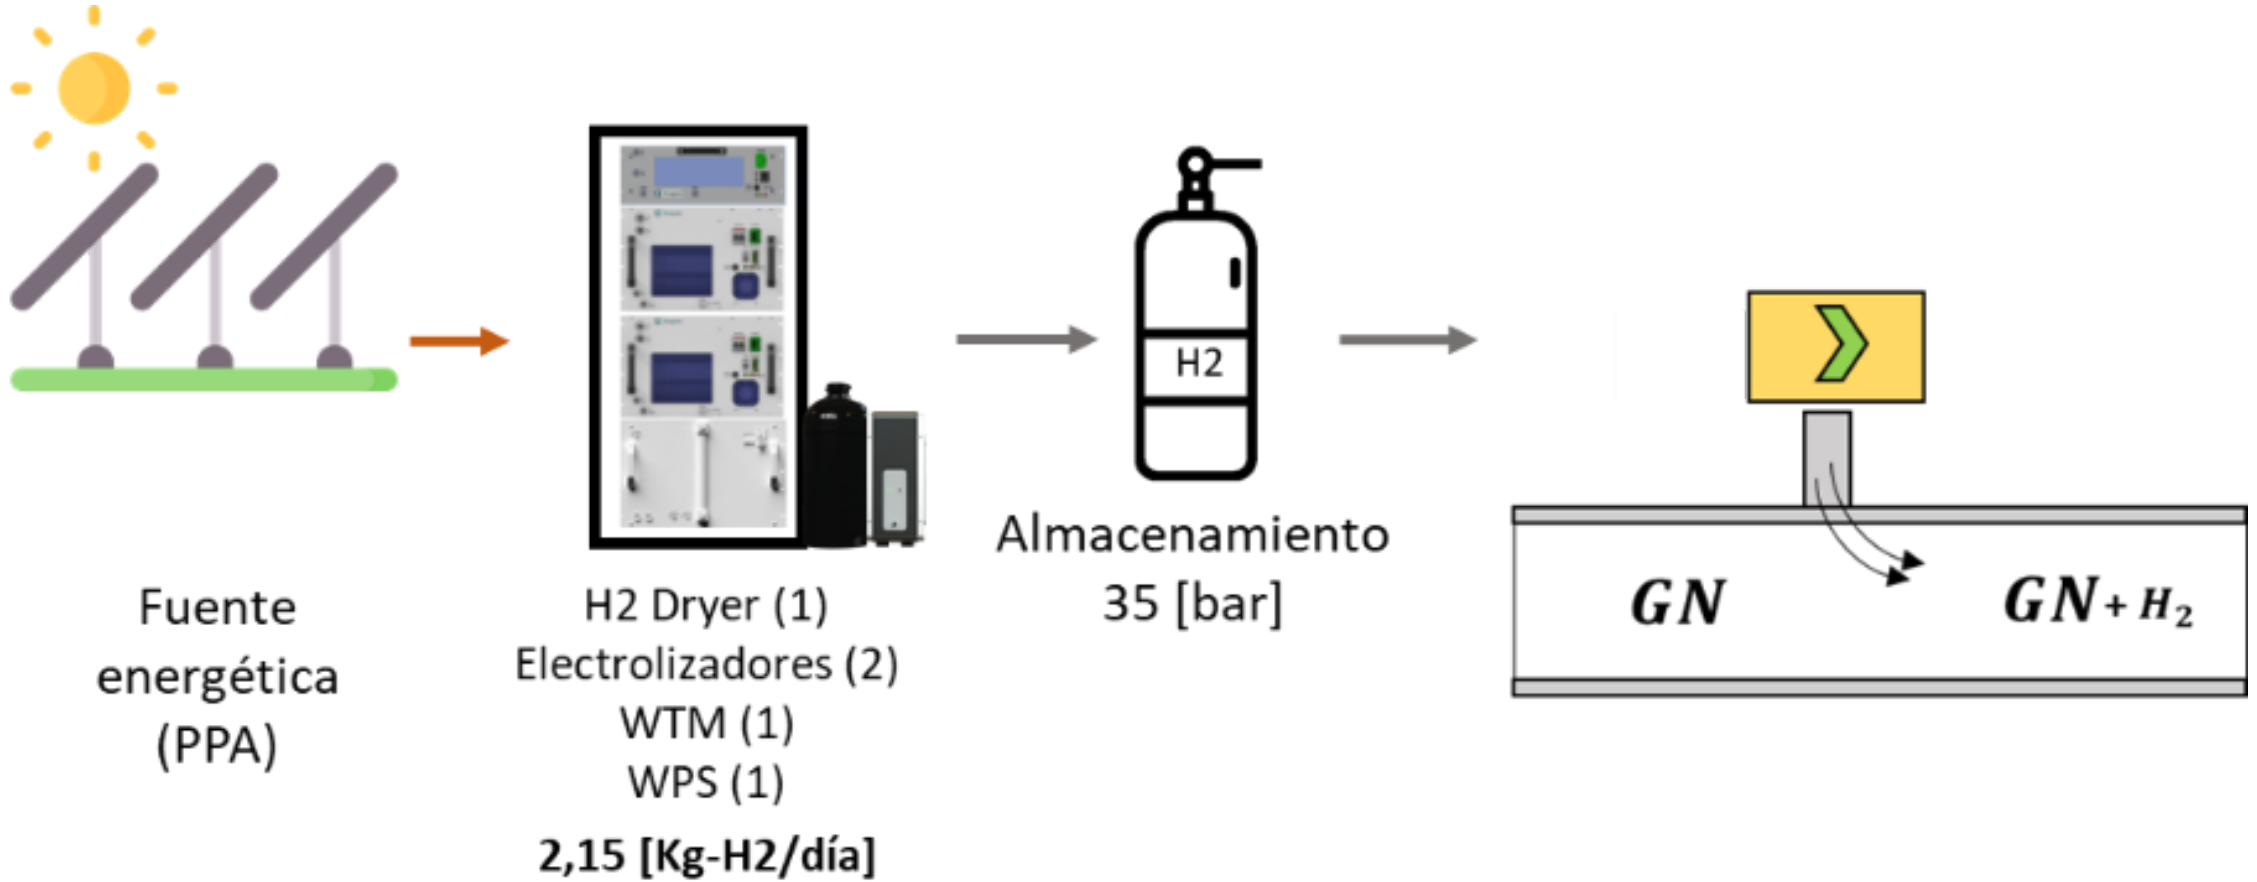 Fuente
energética
(PPA)
H2 Dryer (1)
Electrolizadores (2)
WTM (1)
WPS (1)
2,15 [Kg-H2/día]
H2
Almacenamiento
35 [bar]
GN
GN + H₂